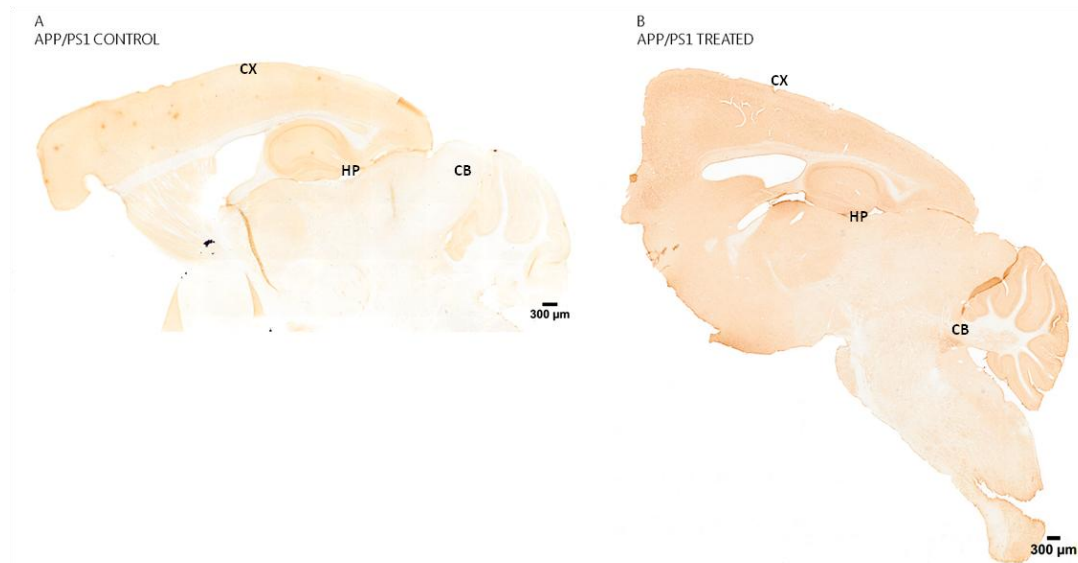 A
APP/PS1 CONTROL
CX
HP
CB
300 µm
B
APP/PS1 TREATED
CX
HP
CB
300 µm